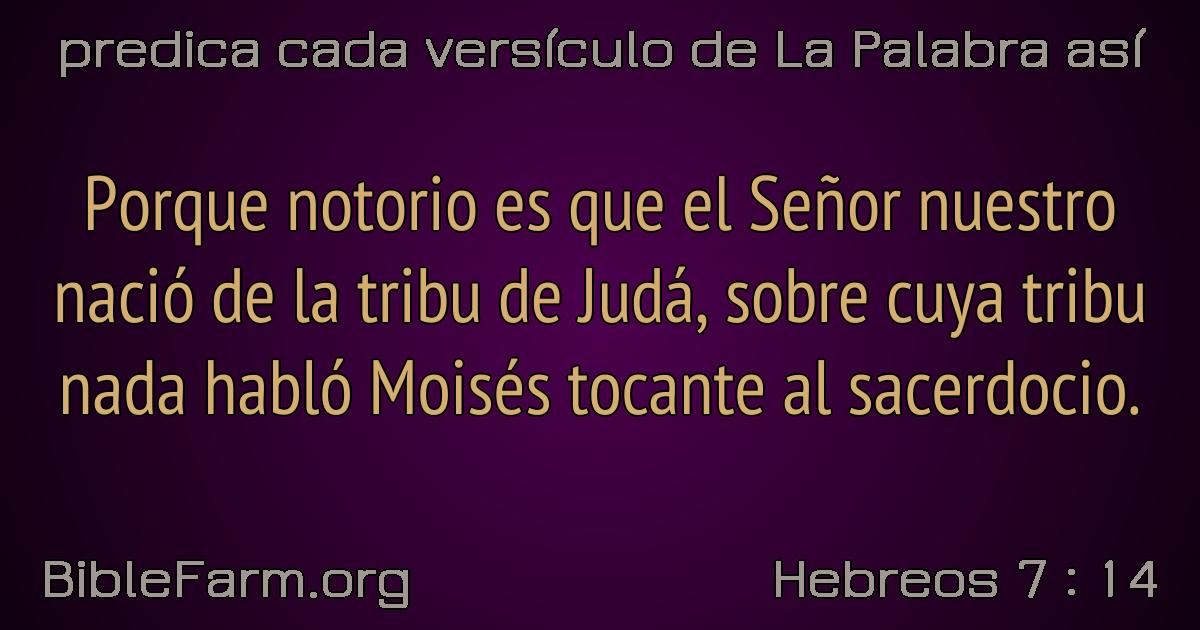 predica cada versículo de La Palabra así
Porque notorio es que el Señor nuestro
nació de la tribu de Judá, sobre cuya tribu
nada habló Moisés tocante al sacerdocio.
BibleFarm.org
Hebreos 7 : 14